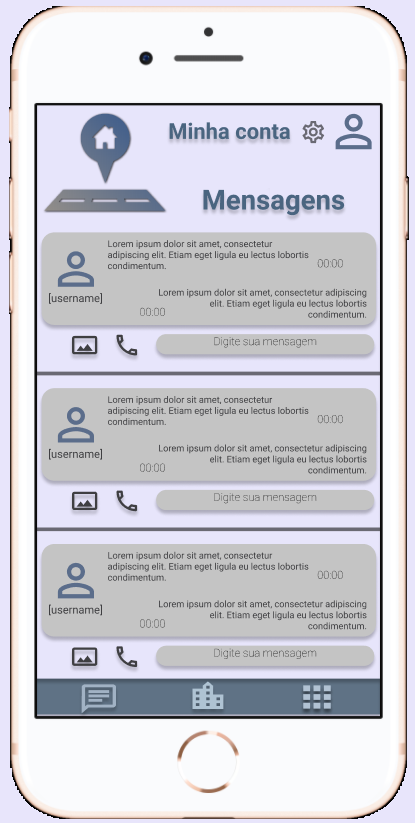 Minha conta
Mensagens
Lorem ipsum dolor sit amet, consectetur
adipiscing elit. Etiam eget ligula eu lectus lobortis
condimentum.
00:00
[username]
Lorem ipsum dolor sit amet, consectetur adipiscing
elit. Etiam eget ligula eu lectus lobortis
condimentum.
00:00
Digite sua mensagem
Lorem ipsum dolor sit amet, consectetur
adipiscing elit. Etiam eget ligula eu lectus lobortis
condimentum.
00:00
[username]
Lorem ipsum dolor sit amet, consectetur adipiscing
elit. Etiam eget ligula eu lectus lobortis
condimentum.
00:00
Digite sua mensagem
Lorem ipsum dolor sit amet, consectetur
adipiscing elit. Etiam eget ligula eu lectus lobortis
condimentum.
00:00
[username]
Lorem ipsum dolor sit amet, consectetur adipiscing
elit. Etiam eget ligula eu lectus lobortis
condimentum.
00:00
Digite sua mensagem